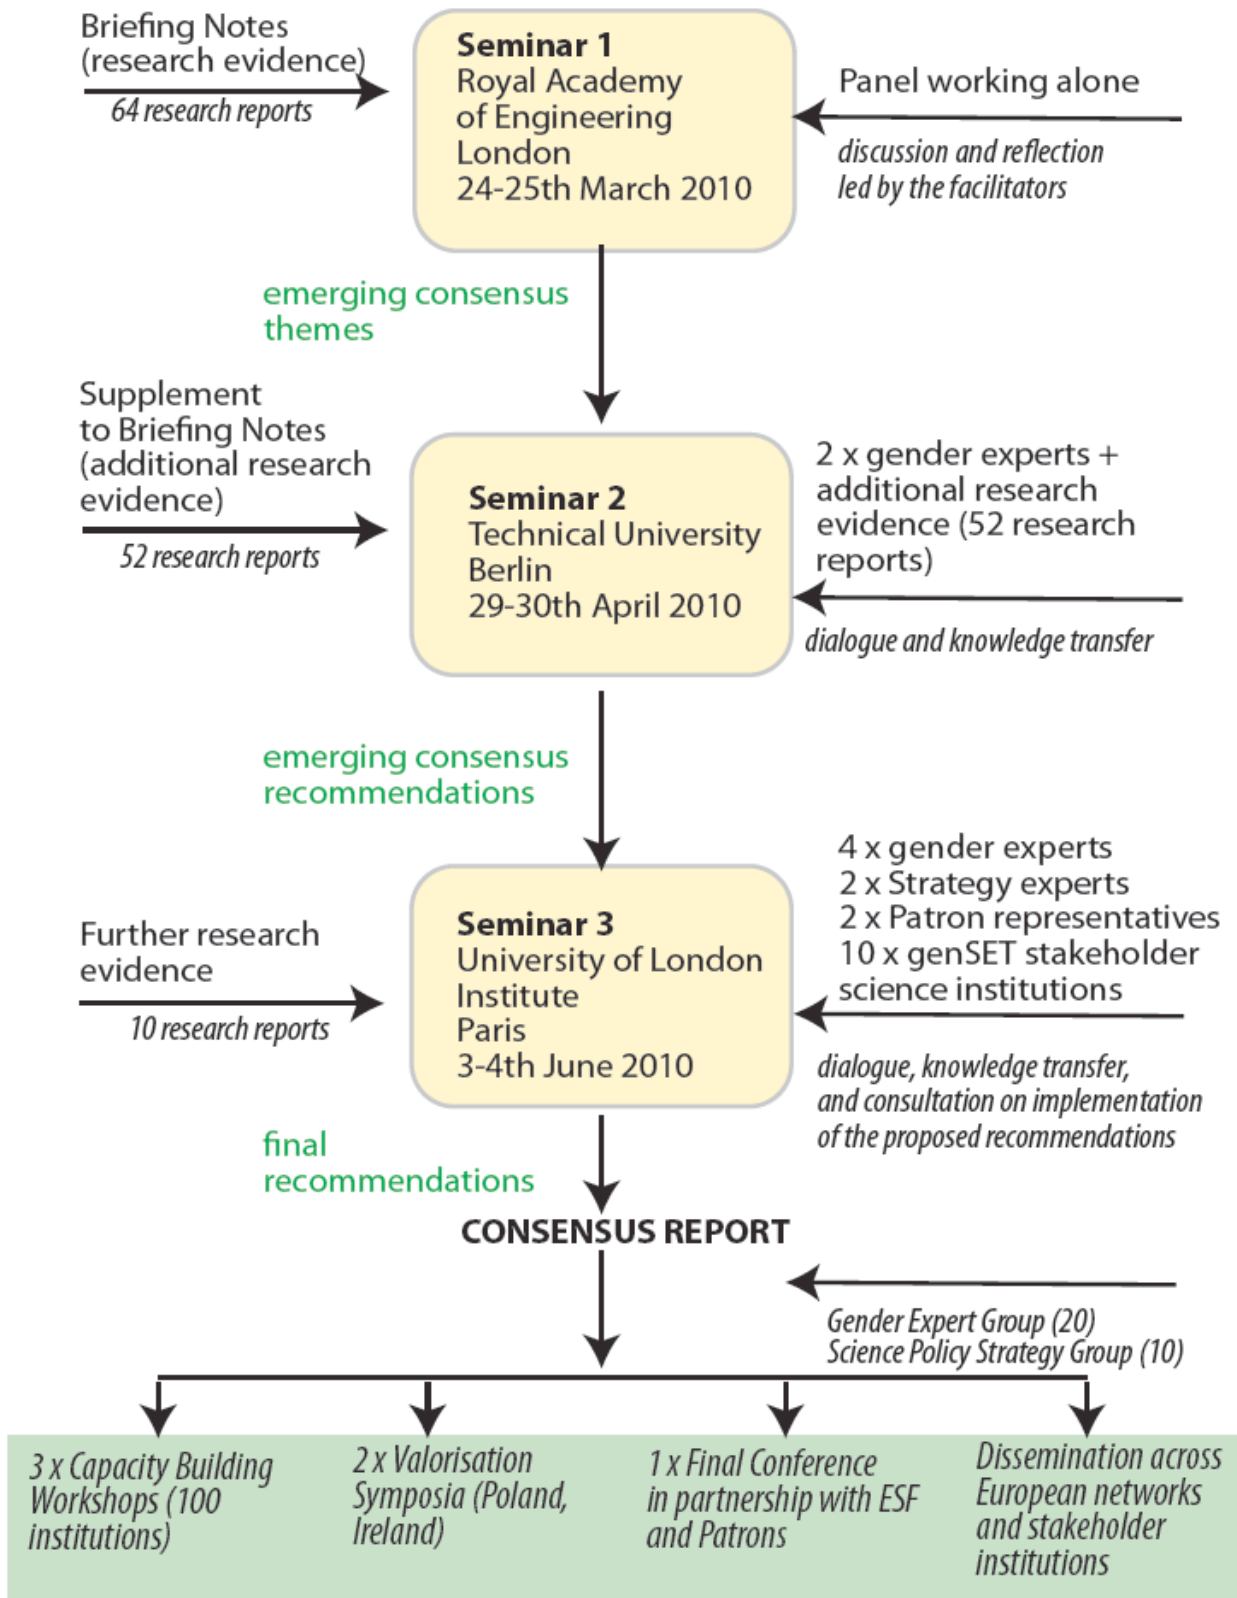 Briefing Notes
(research evidence)
64 research reports
Seminar 1
Royal Academy
of Engineering
London
24-25th March 2010
Panel working alone
discussion and reflection
led by the facilitators
emerging consensus
themes
Supplement
to Briefing Notes
(additional research
evidence)
52 research reports
Seminar 2
Technical University
Berlin
29-30th April 2010
2 x gender experts +
additional research
evidence (52 research
reports)
dialogue and knowledge transfer
emerging consensus
recommendations
Further research
evidence
10 research reports
Seminar 3
University of London
Institute
Paris
3-4th June 2010
4 x gender experts
2 x Strategy experts
2 x Patron representatives
10 x genSET stakeholder
science institutions
dialogue, knowledge transfer,
and consultation on implementation
of the proposed recommendations
final
recommendations
CONSENSUS REPORT
Gender Expert Group (20)
Science Policy Strategy Group (10)
3 x Capacity Building
Workshops (100
institutions)
2 x Valorisation
Symposia (Poland,
Ireland)
1 x Final Conference
in partnership with ESF
and Patrons
Dissemination across
European networks
and stakeholder
institutions